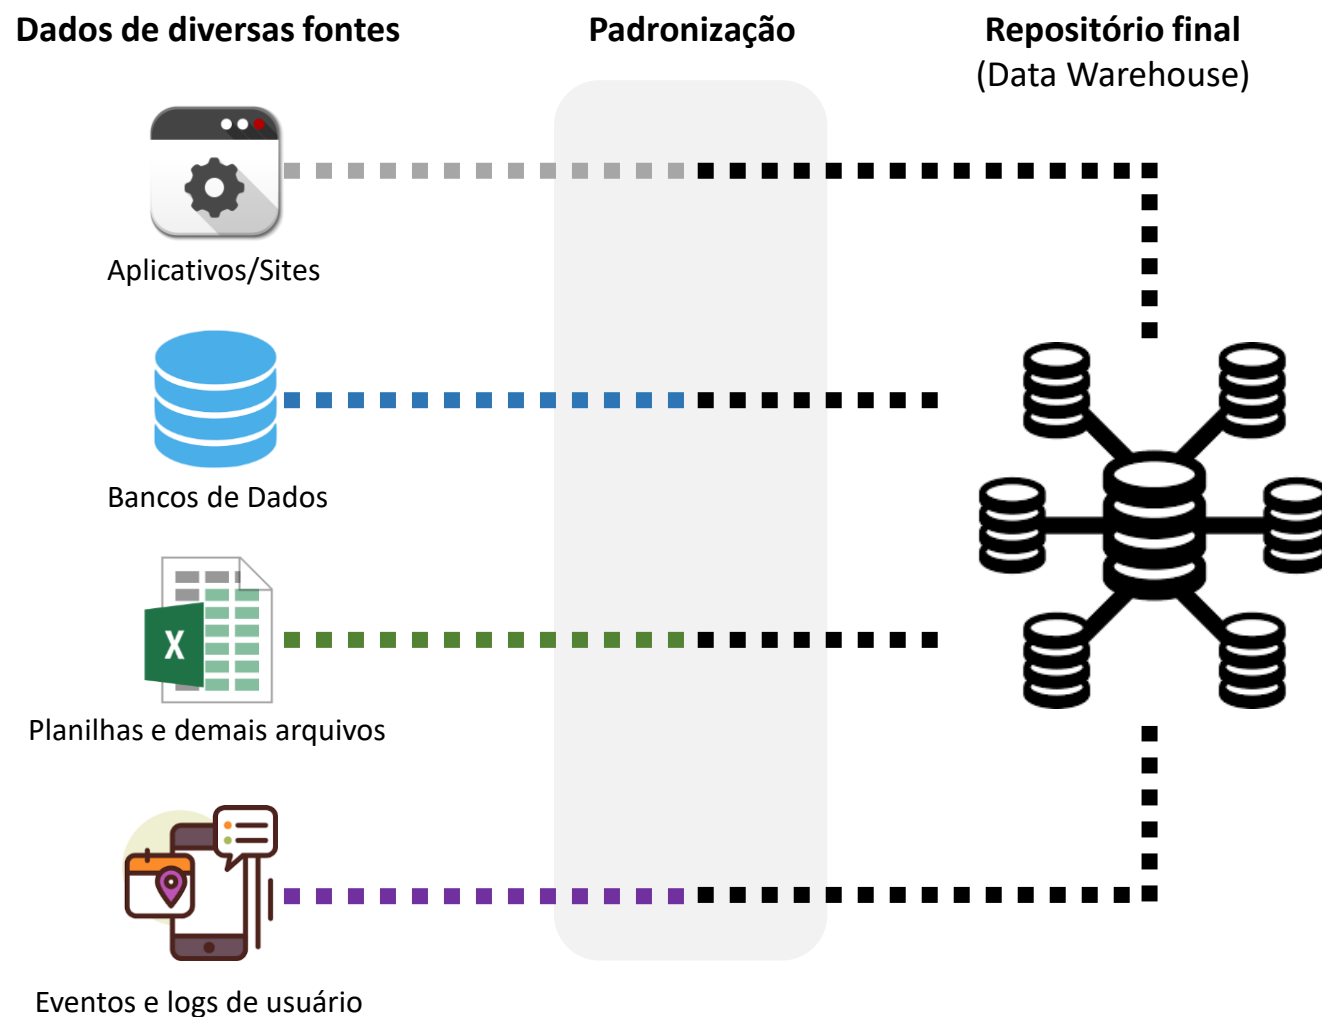 Dados de diversas fontes
Padronização
Repositório final
(Data Warehouse)
Aplicativos/Sites
Bancos de Dados
X
Planilhas e demais arquivos
Eventos e logs de usuário